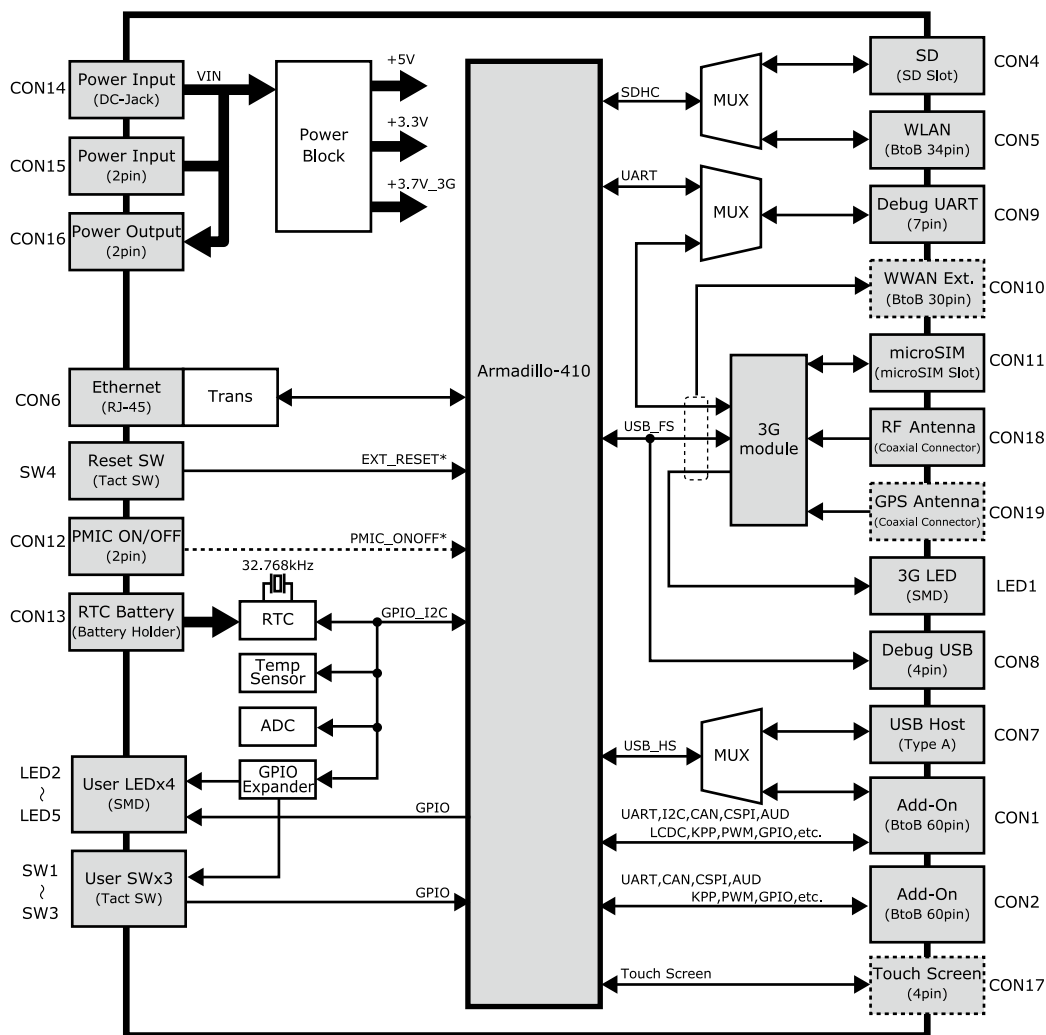 CON14
Power Input
(DC-Jack)
VIN
CON15
Power Input
(2pin)
CON16
Power Output
(2pin)
Power
Block
+5V
+3.3V
+3.7V_3G
CON6
Ethernet
(RJ-45)
Trans
SW4
Reset SW
(Tact SW)
EXT_RESET*
CON12
PMIC ON/OFF
(2pin)
PMIC_ONOFF*
32.768kHz
CON13
RTC Battery
(Battery Holder)
RTC
GPIO_I2C
Temp
Sensor
ADC
GPIO
Expander
LED2
~
LED5
User LEDx4
(SMD)
GPIO
SW1
~
SW3
User SWx3
(Tact SW)
GPIO
Armadillo-410
SDHC
MUX
SD
(SD Slot)
CON4
WLAN
(BtoB 34pin)
CON5
UART
MUX
Debug UART
(7pin)
CON9
WWAN Ext.
(BtoB 30pin)
CON10
microSIM
(microSIM Slot)
CON11
USB_FS
3G
module
RF Antenna
(Coaxial Connector)
CON18
GPS Antenna
(Coaxial Connector)
CON19
3G LED
(SMD)
LED1
Debug USB
(4pin)
CON8
USB_HS
MUX
USB Host
(Type A)
CON7
UART,I2C,CAN,CSPI,AUD
LCDC,KPP,PWM,GPIO,etc.
Add-On
(BtoB 60pin)
CON1
UART,CAN,CSPI,AUD
KPP,PWM,GPIO,etc.
Add-On
(BtoB 60pin)
CON2
Touch Screen
Touch Screen
(4pin)
CON17